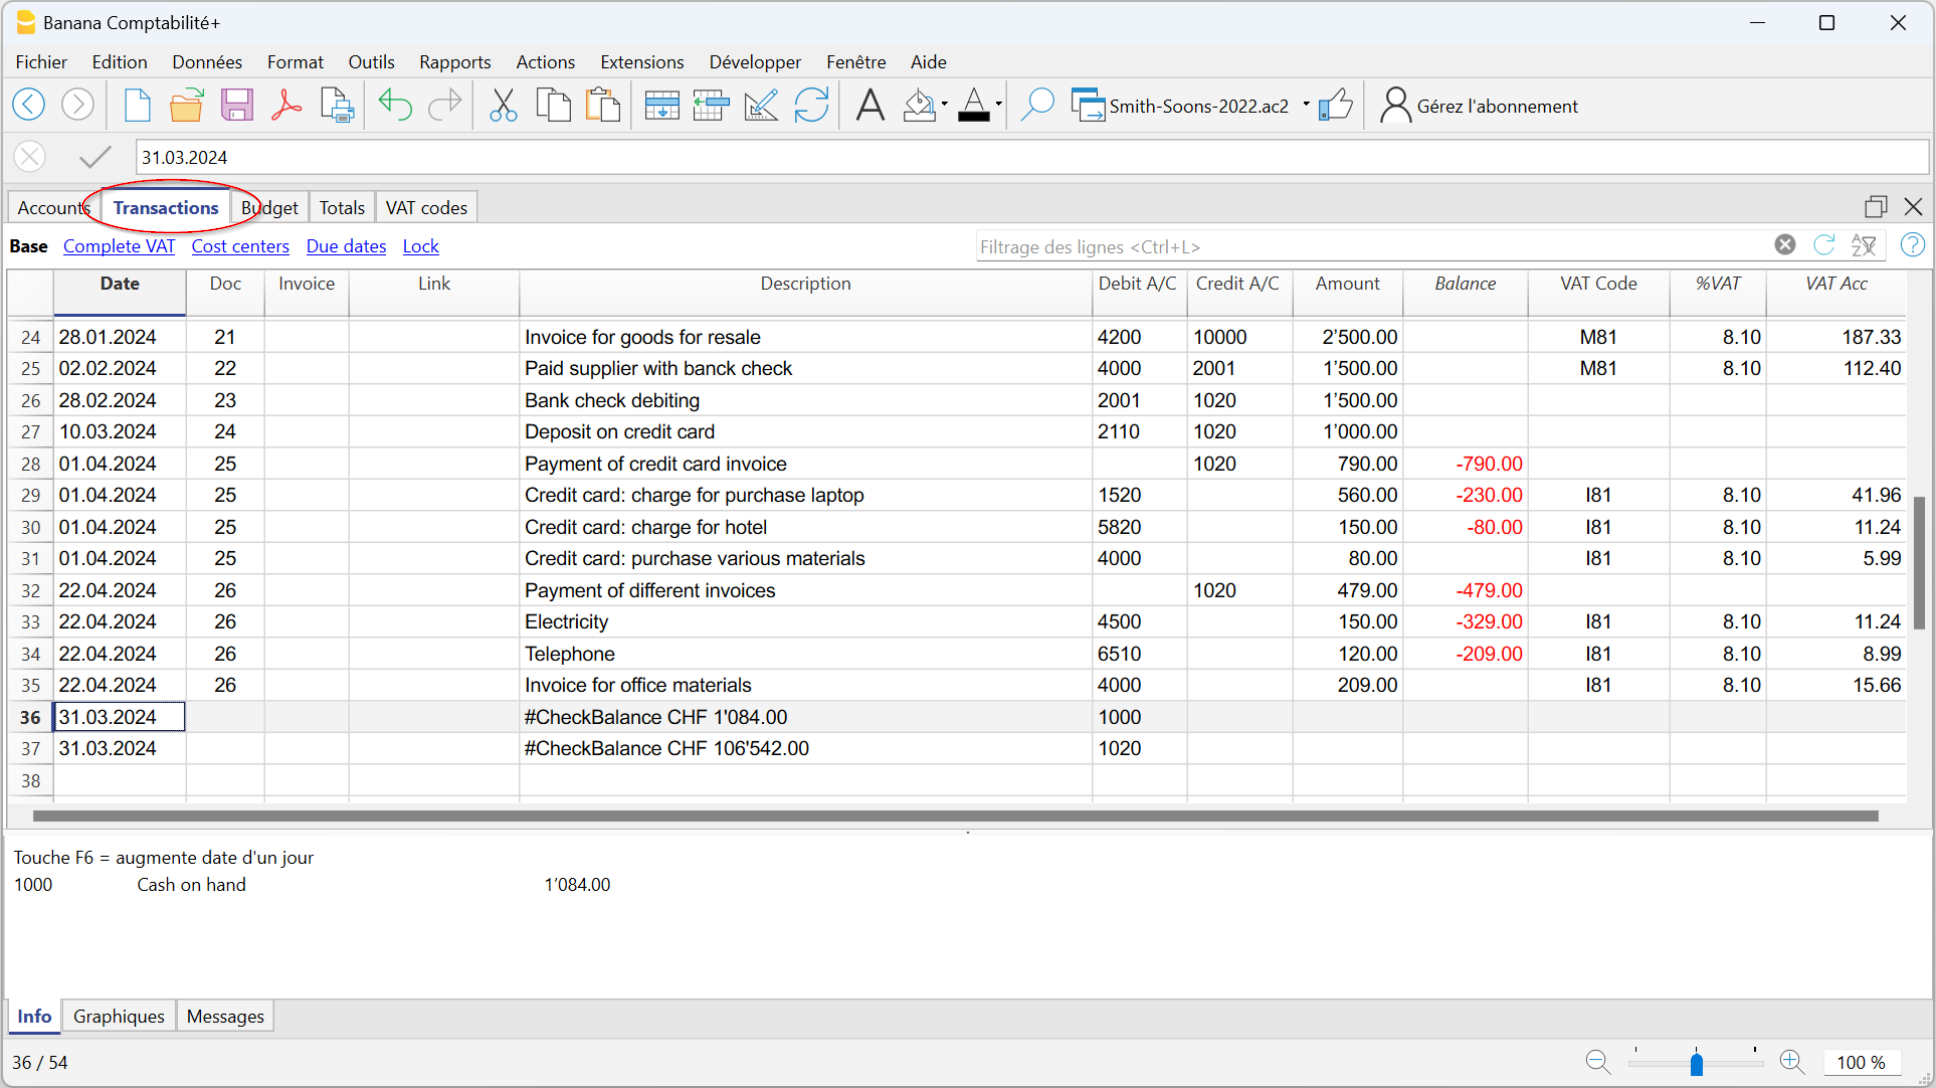 Banana Comptabilité+
Fichier Edition Données Format Outils Rapports Actions Extensions Développer Fenêtre Aide
Smith-Soons-2022.ac2 Gérez l'abonnement
31.03.2024
Accounts Transactions Budget Totals VAT codes
Base Complete VAT Cost centers Due dates Lock Filtrage des lignes <Ctrl+L>
Date Doc Invoice Link Description Debit A/C Credit A/C Amount Balance VAT Code %VAT VAT Acc
24 28.01.2024 21 Invoice for goods for resale 4200 10000 2’500.00 M81 8.10 187.33
25 02.02.2024 22 Paid supplier with banck check 4000 2001 1’500.00 M81 8.10 112.40
26 28.02.2024 23 Bank check debiting 2001 1020 1’500.00
27 10.03.2024 24 Deposit on credit card 2110 1020 1’000.00
28 01.04.2024 25 Payment of credit card invoice 1020 790.00 -790.00
29 01.04.2024 25 Credit card: charge for purchase laptop 1520 560.00 -230.00 I81 8.10 41.96
30 01.04.2024 25 Credit card: charge for hotel 5820 150.00 -80.00 I81 8.10 11.24
31 01.04.2024 25 Credit card: purchase various materials 4000 80.00 I81 8.10 5.99
32 22.04.2024 26 Payment of different invoices 1020 479.00 -479.00
33 22.04.2024 26 Electricity 4500 150.00 -329.00 I81 8.10 11.24
34 22.04.2024 26 Telephone 6510 120.00 -209.00 I81 8.10 8.99
35 22.04.2024 26 Invoice for office materials 4000 209.00 I81 8.10 15.66
36 31.03.2024 #CheckBalance CHF 1'084.00 1000
37 31.03.2024 #CheckBalance CHF 106'542.00 1020
38
Touche F6 = augmente date d'un jour
1000 Cash on hand 1’084.00
Info Graphiques Messages
36 / 54 100 %